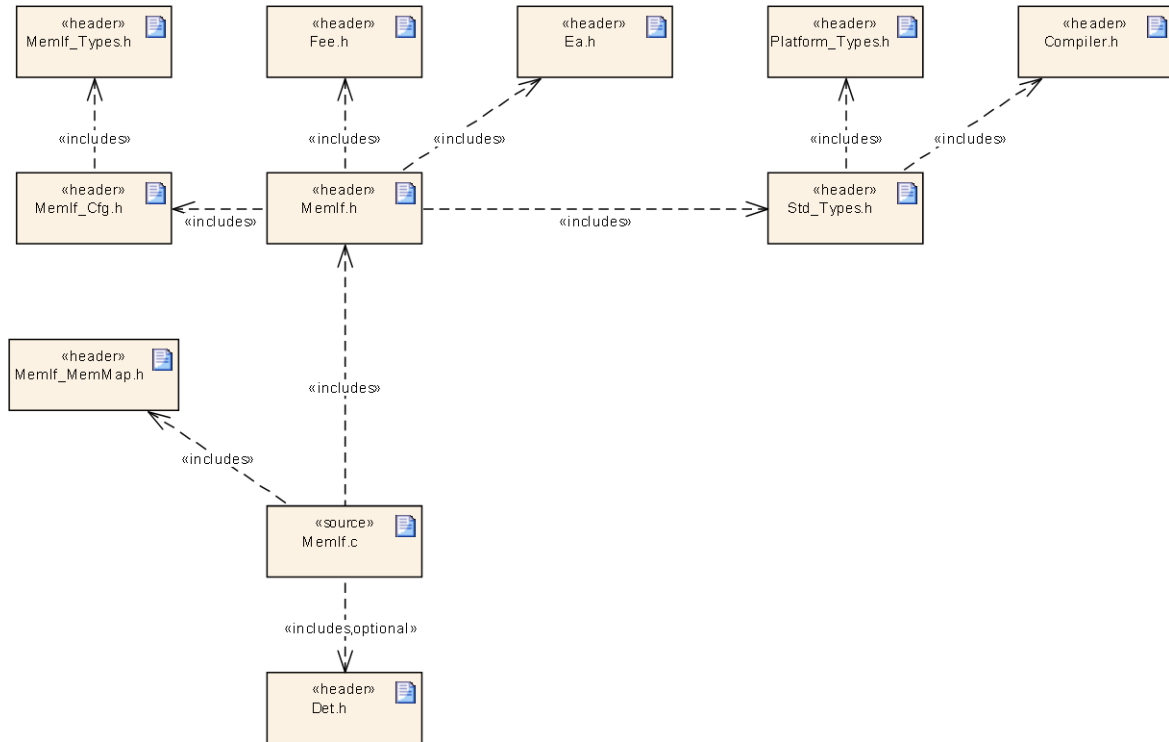 «header»
MemIf_Types.h
«header»
Fee.h
«header»
Ea.h
«header»
Platform_Types.h
«header»
Compiler.h
«includes»
«includes»
«includes»
«includes»
«includes»
«header»
MemIf_Cfg.h
«header»
MemIf.h
«header»
Std_Types.h
«includes»
«includes»
«header»
MemIf_MemMap.h
«includes»
«includes»
«source»
MemIf.c
«includes,optional»
«header»
Det.h